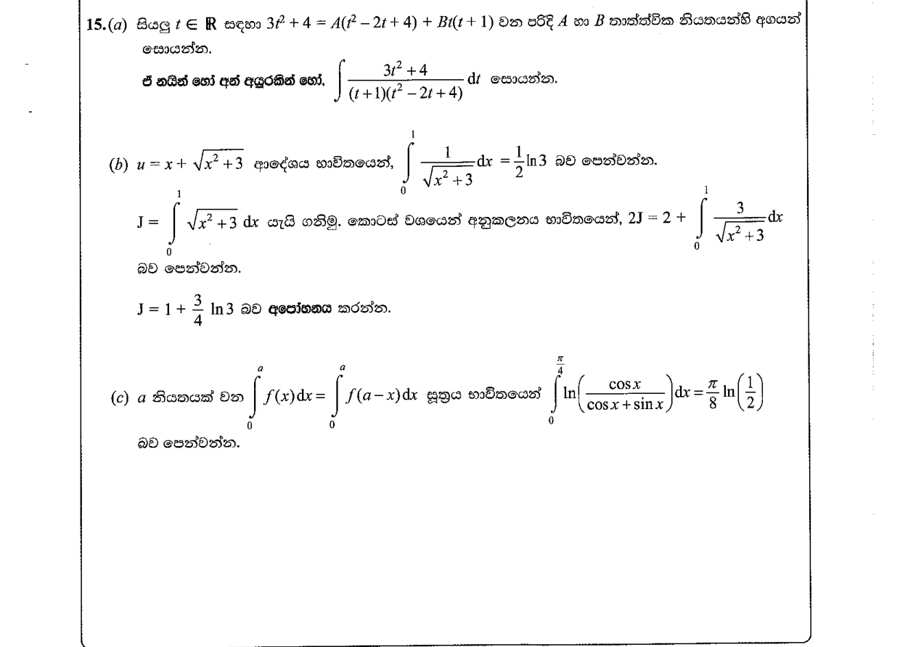 15.(a) සියලු t ∈ ℝ සඳහා 3t² + 4 = A(t² − 2t + 4) + Bt(t + 1) වන පරිදි A හා B තාත්ත්වික නියතයන්හි අගයන්
සොයන්න.
ඒ නයින් හෝ අන් අයුරකින් හෝ, ∫ (3t² + 4)/((t + 1)(t² − 2t + 4)) dt සොයන්න.
(b) u = x + √(x² + 3) ආදේශය භාවිතයෙන්, ∫₀¹ 1/√(x² + 3) dx = 1/2 ln 3 බව පෙන්වන්න.
J = ∫₀¹ √(x² + 3) dx යැයි ගනිමු. කොටස් වශයෙන් අනුකලනය භාවිතයෙන්, 2J = 2 + ∫₀¹ 3/√(x² + 3) dx
බව පෙන්වන්න.
J = 1 + 3/4 ln 3 බව අපෝහනය කරන්න.
(c) a නියතයක් වන ∫₀ᵃ f(x) dx = ∫₀ᵃ f(a − x) dx සූත්‍රය භාවිතයෙන් ∫₀^(π/4) ln(cos x/(cos x + sin x)) dx = π/8 ln(1/2)
බව පෙන්වන්න.